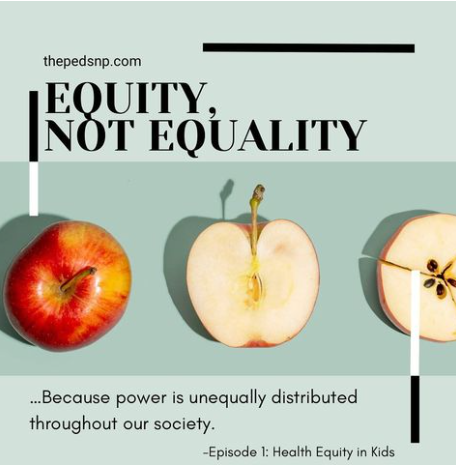 thepedsnp.com
EQUITY,
NOT EQUALITY
...Because power is unequally distributed
throughout our society.
-Episode 1: Health Equity in Kids